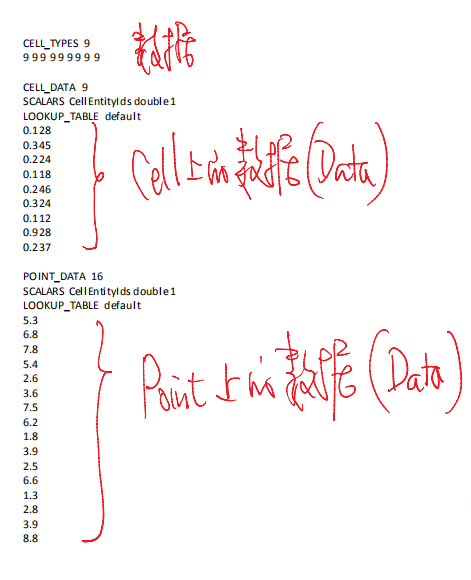 CELL_TYPES 9
数据
9 9 9 9 9 9 9 9 9
CELL_DATA 9
SCALARS CellEntityIds double 1
LOOKUP_TABLE default
0.128
0.345
0.224
0.118
0.246
0.324
0.112
0.928
0.237
Cell上的数据(Data)
POINT_DATA 16
SCALARS CellEntityIds double 1
LOOKUP_TABLE default
5.3
6.8
7.8
5.4
2.6
3.6
7.5
6.2
1.8
3.9
2.5
6.6
1.3
2.8
3.9
8.8
Point上的数据(Data)